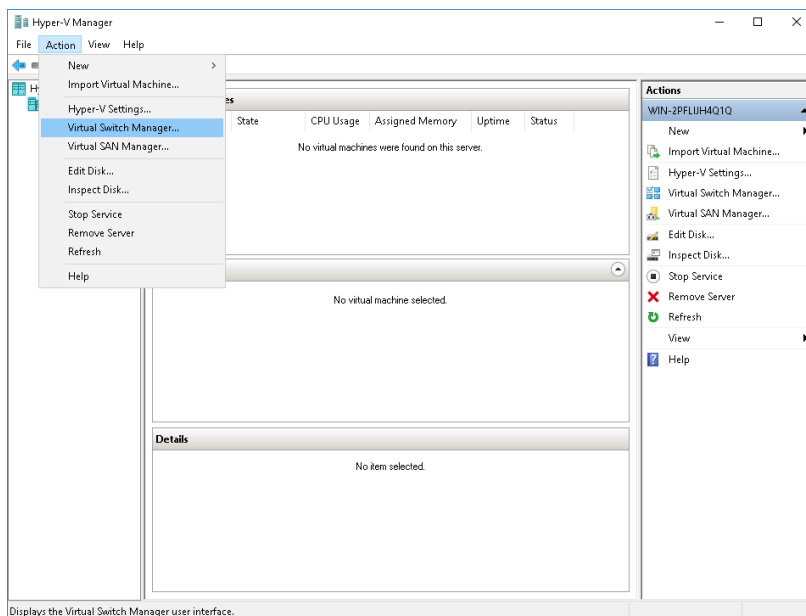 Hyper-V Manager
File Action View Help
New
Import Virtual Machine...
Hyper-V Settings...
Virtual Switch Manager...
Virtual SAN Manager...
Edit Disk...
Inspect Disk...
Stop Service
Remove Server
Refresh
Help
State CPU Usage Assigned Memory Uptime Status
No virtual machines were found on this server.
No virtual machine selected.
Details
No item selected.
Actions
WIN-2PFLIJH4Q1Q
New
Import Virtual Machine...
Hyper-V Settings...
Virtual Switch Manager...
Virtual SAN Manager...
Edit Disk...
Inspect Disk...
Stop Service
Remove Server
Refresh
View
Help
Displays the Virtual Switch Manager user interface.